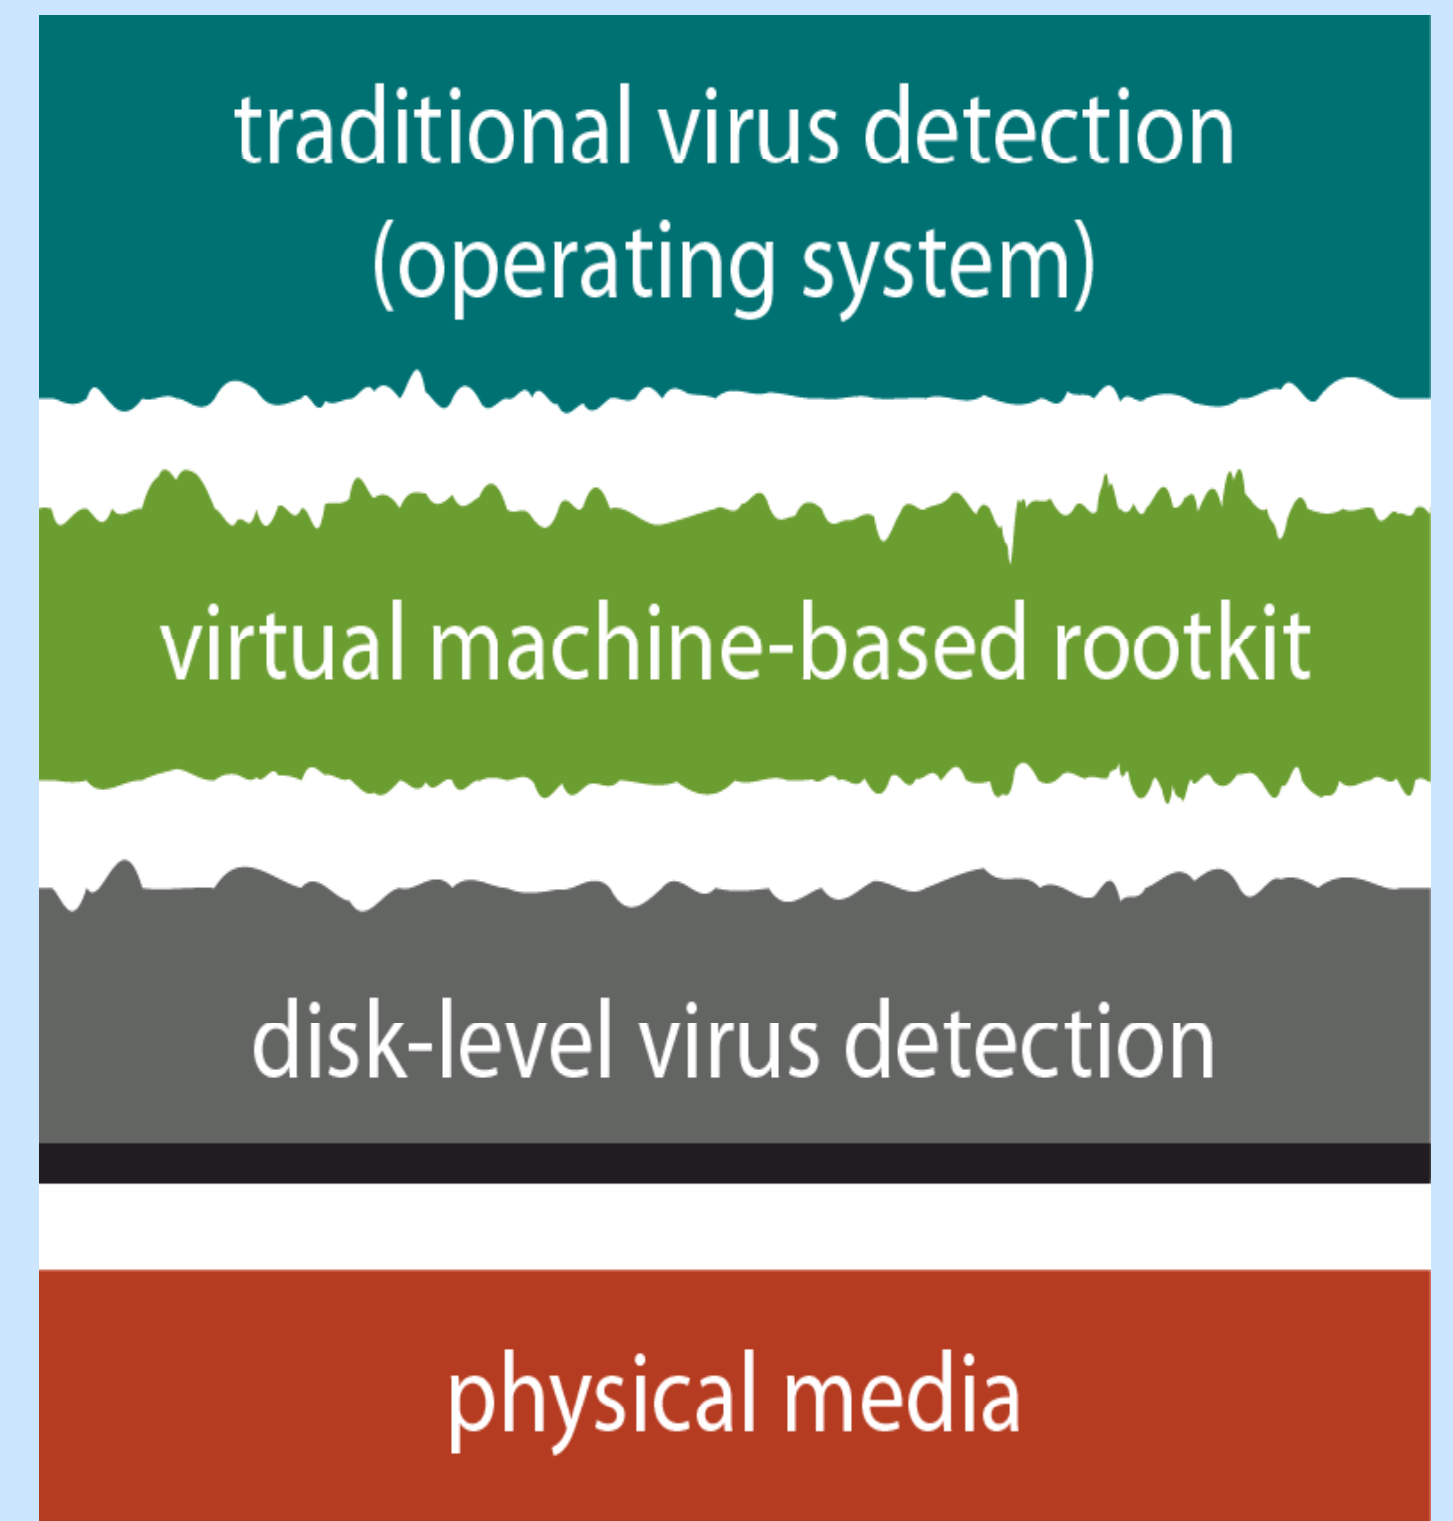 traditional virus detection
(operating system)
virtual machine-based rootkit
disk-level virus detection
physical media